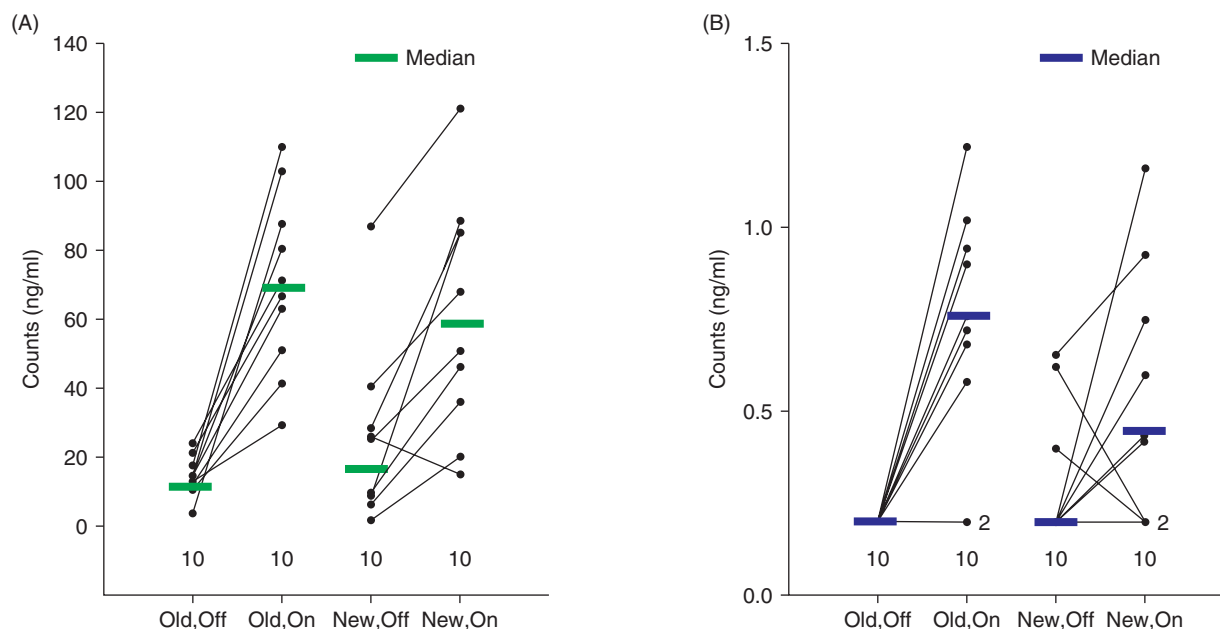 (A)
Counts (ng/ml)
140
120
100
80
60
40
20
0
Median
10 10 10 10
Old,Off Old,On New,Off New,On
(B)
Counts (ng/ml)
1.5
1.0
0.5
0.0
Median
2 2
10 10 10 10
Old,Off Old,On New,Off New,On